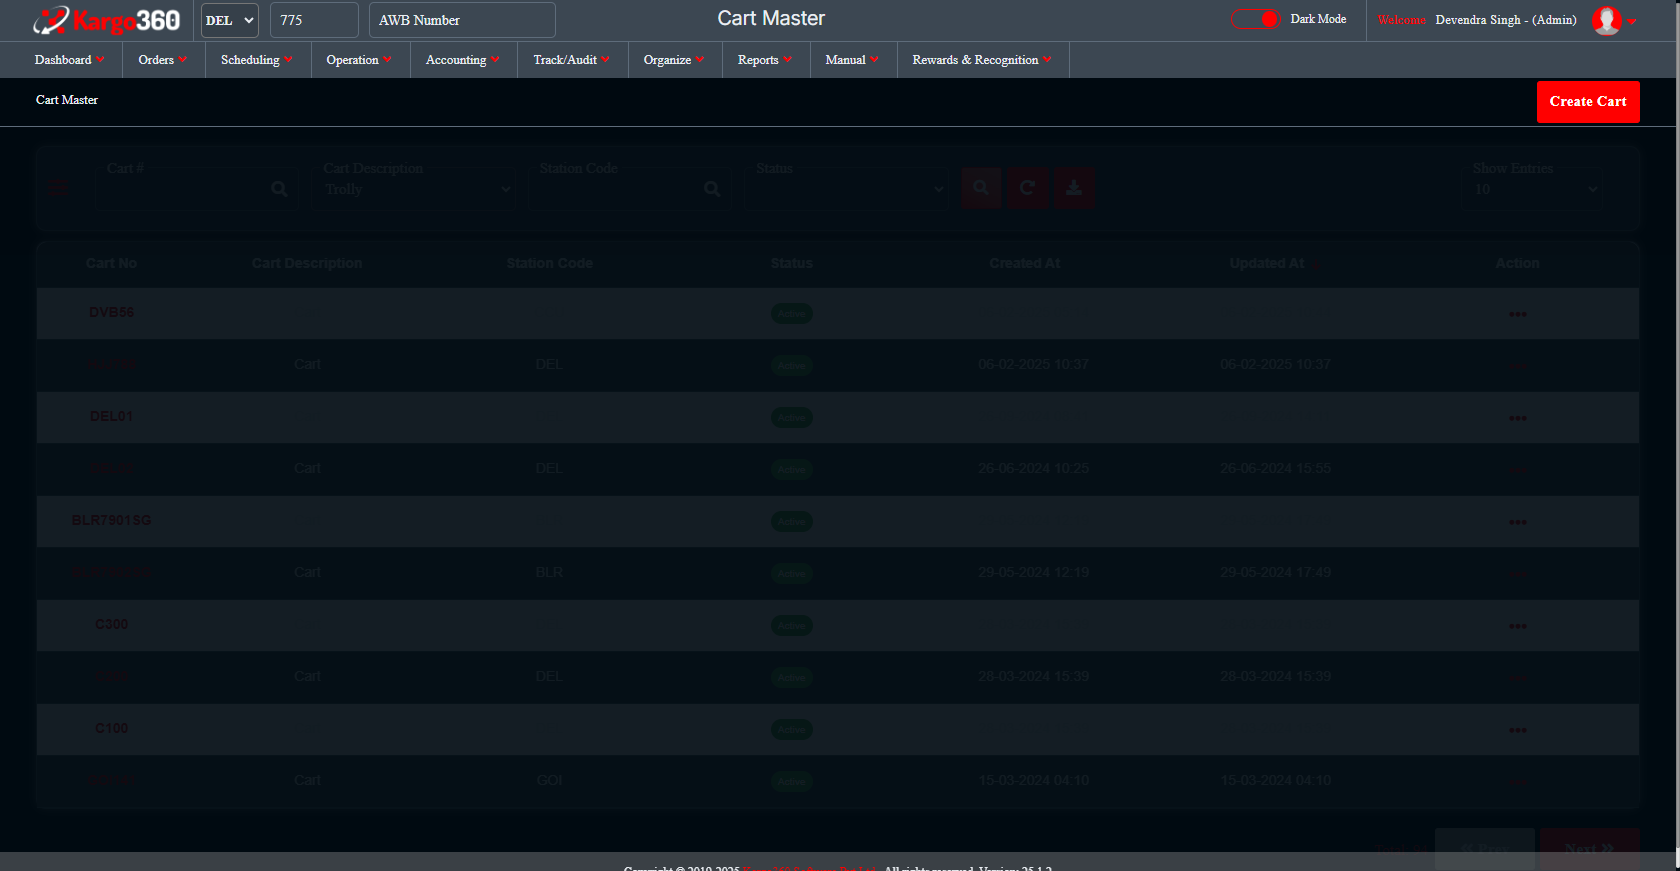 Kargo360 DEL 775 AWB Number Cart Master Dark Mode Welcome Devendra Singh - (Admin)
Dashboard Orders Scheduling Operation Accounting Track/Audit Organize Reports Manual Rewards & Recognition
Cart Master Create Cart
Cart # Cart Description Station Code Status Show Entries
Trolly 10
Cart No Cart Description Station Code Status Created At Updated At Action
DVB56 Active
Cart DEL Active 06-02-2025 10:37 06-02-2025 10:37
DEL01 Active
Cart DEL Active 26-06-2024 10:25 26-06-2024 15:55
BLR7901SG Active
Cart BLR Active 29-05-2024 12:19 29-05-2024 17:49
C300 Active
Cart DEL Active 28-03-2024 15:39 28-03-2024 15:39
C100 Active
Cart GOI Active 15-03-2024 04:10 15-03-2024 04:10
Prev Next
Copyright © 2019-2025 All rights reserved. Version: 25.1.2